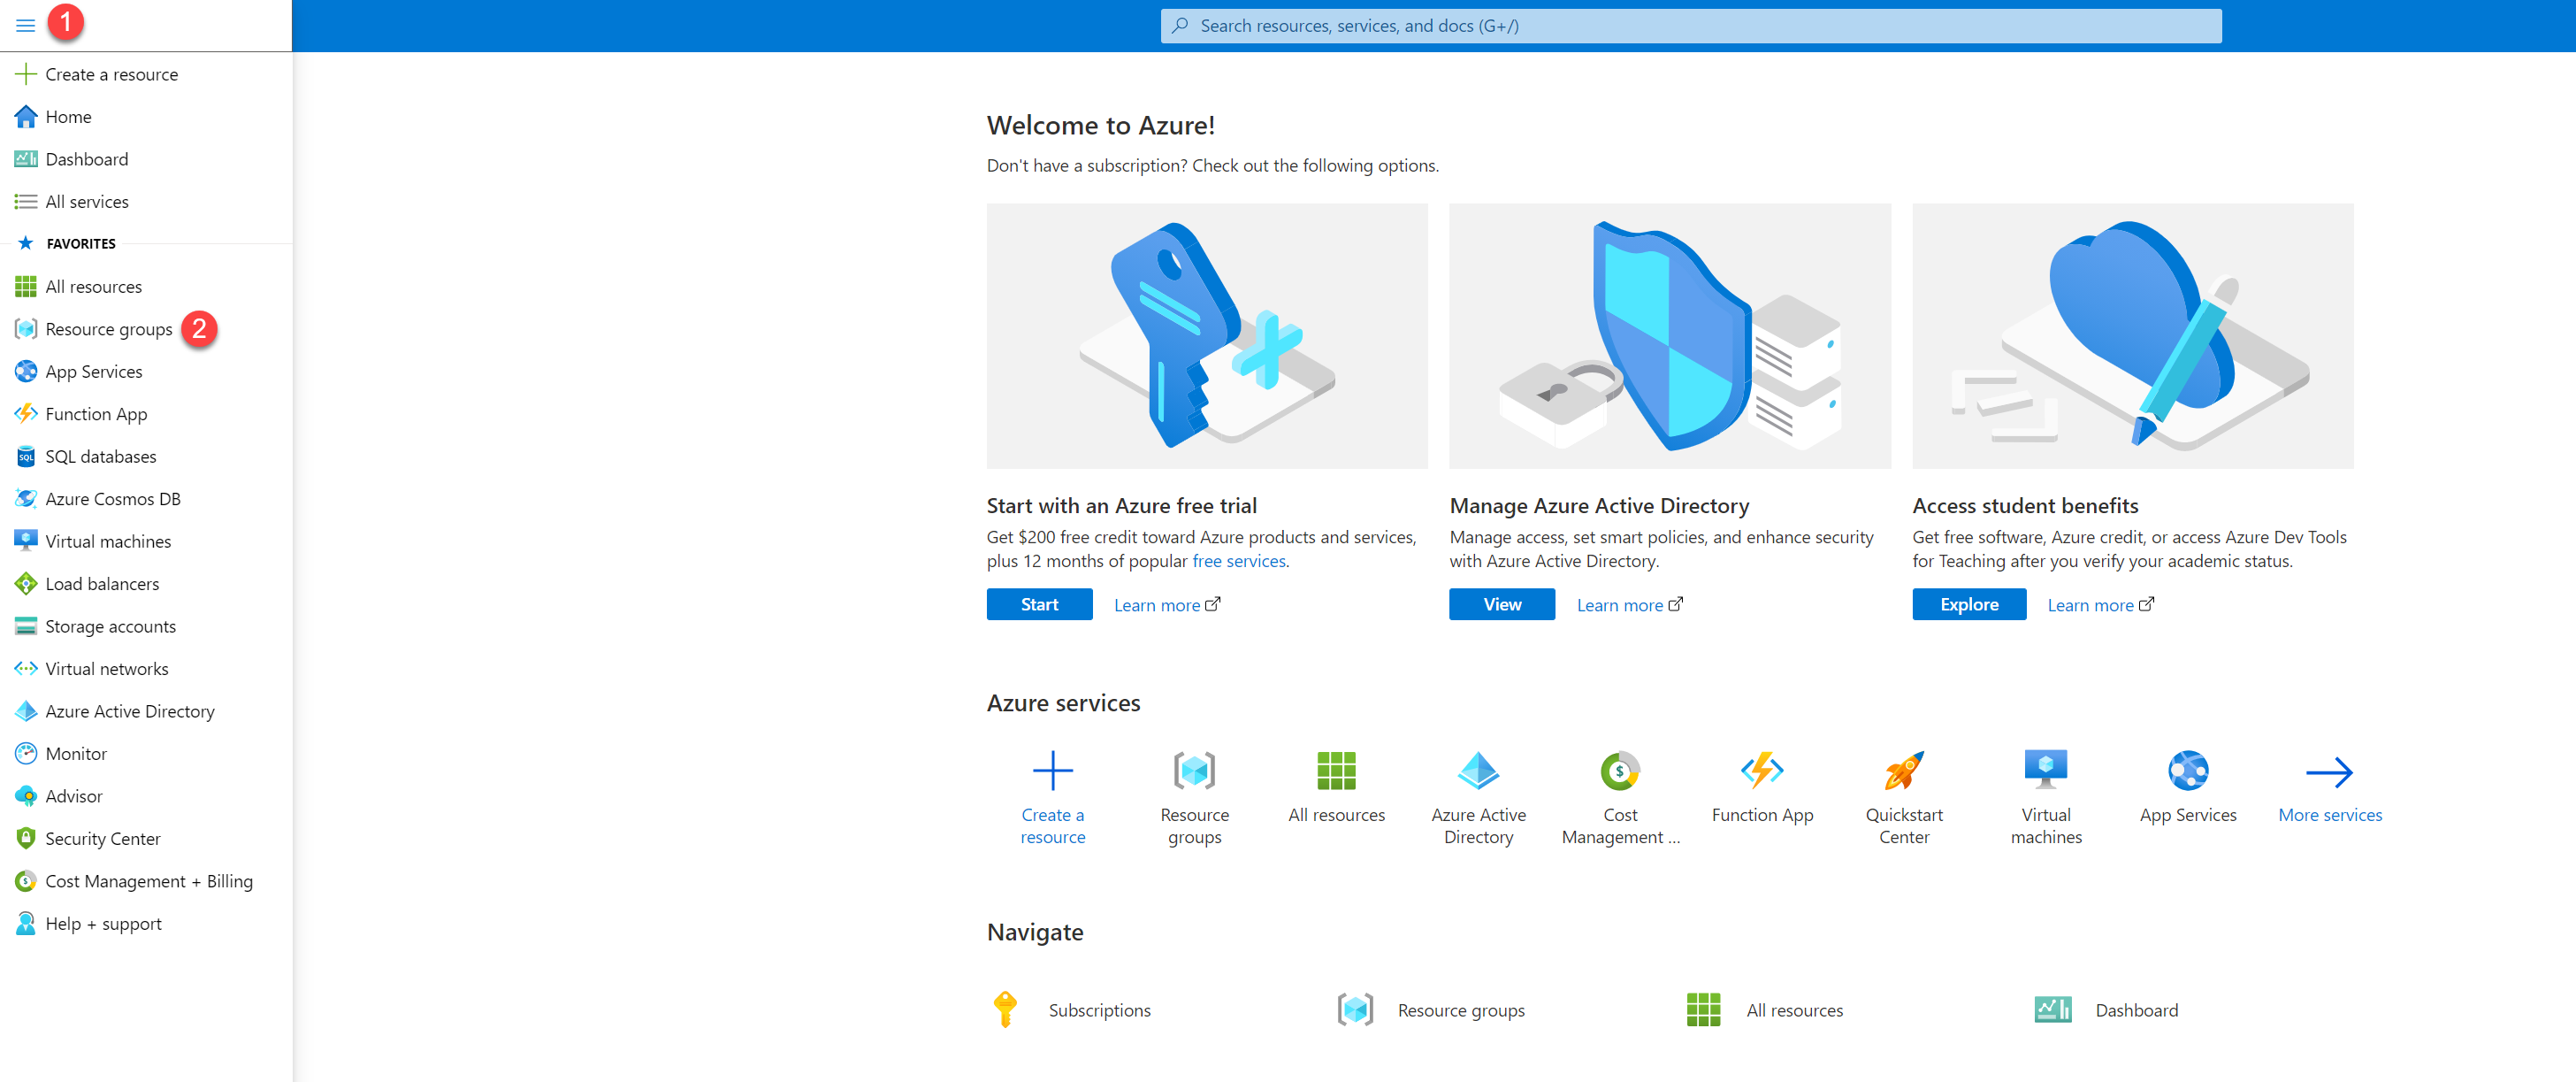 1
Search resources, services, and docs (G+/)
Create a resource
Home
Dashboard
All services
FAVORITES
All resources
Resource groups 2
App Services
Function App
SQL
SQL databases
Azure Cosmos DB
Virtual machines
Load balancers
Storage accounts
Virtual networks
Azure Active Directory
Monitor
Advisor
Security Center
$
Cost Management + Billing
Help + support
Welcome to Azure!
Don't have a subscription? Check out the following options.
Start with an Azure free trial
Get $200 free credit toward Azure products and services,
plus 12 months of popular free services.
Start
Learn more
Manage Azure Active Directory
Manage access, set smart policies, and enhance security
with Azure Active Directory.
View
Learn more
Access student benefits
Get free software, Azure credit, or access Azure Dev Tools
for Teaching after you verify your academic status.
Explore
Learn more
Azure services
Create a
resource
Resource
groups
All resources
Azure Active
Directory
$
Cost
Management ...
Function App
Quickstart
Center
Virtual
machines
App Services
More services
Navigate
Subscriptions
Resource groups
All resources
Dashboard